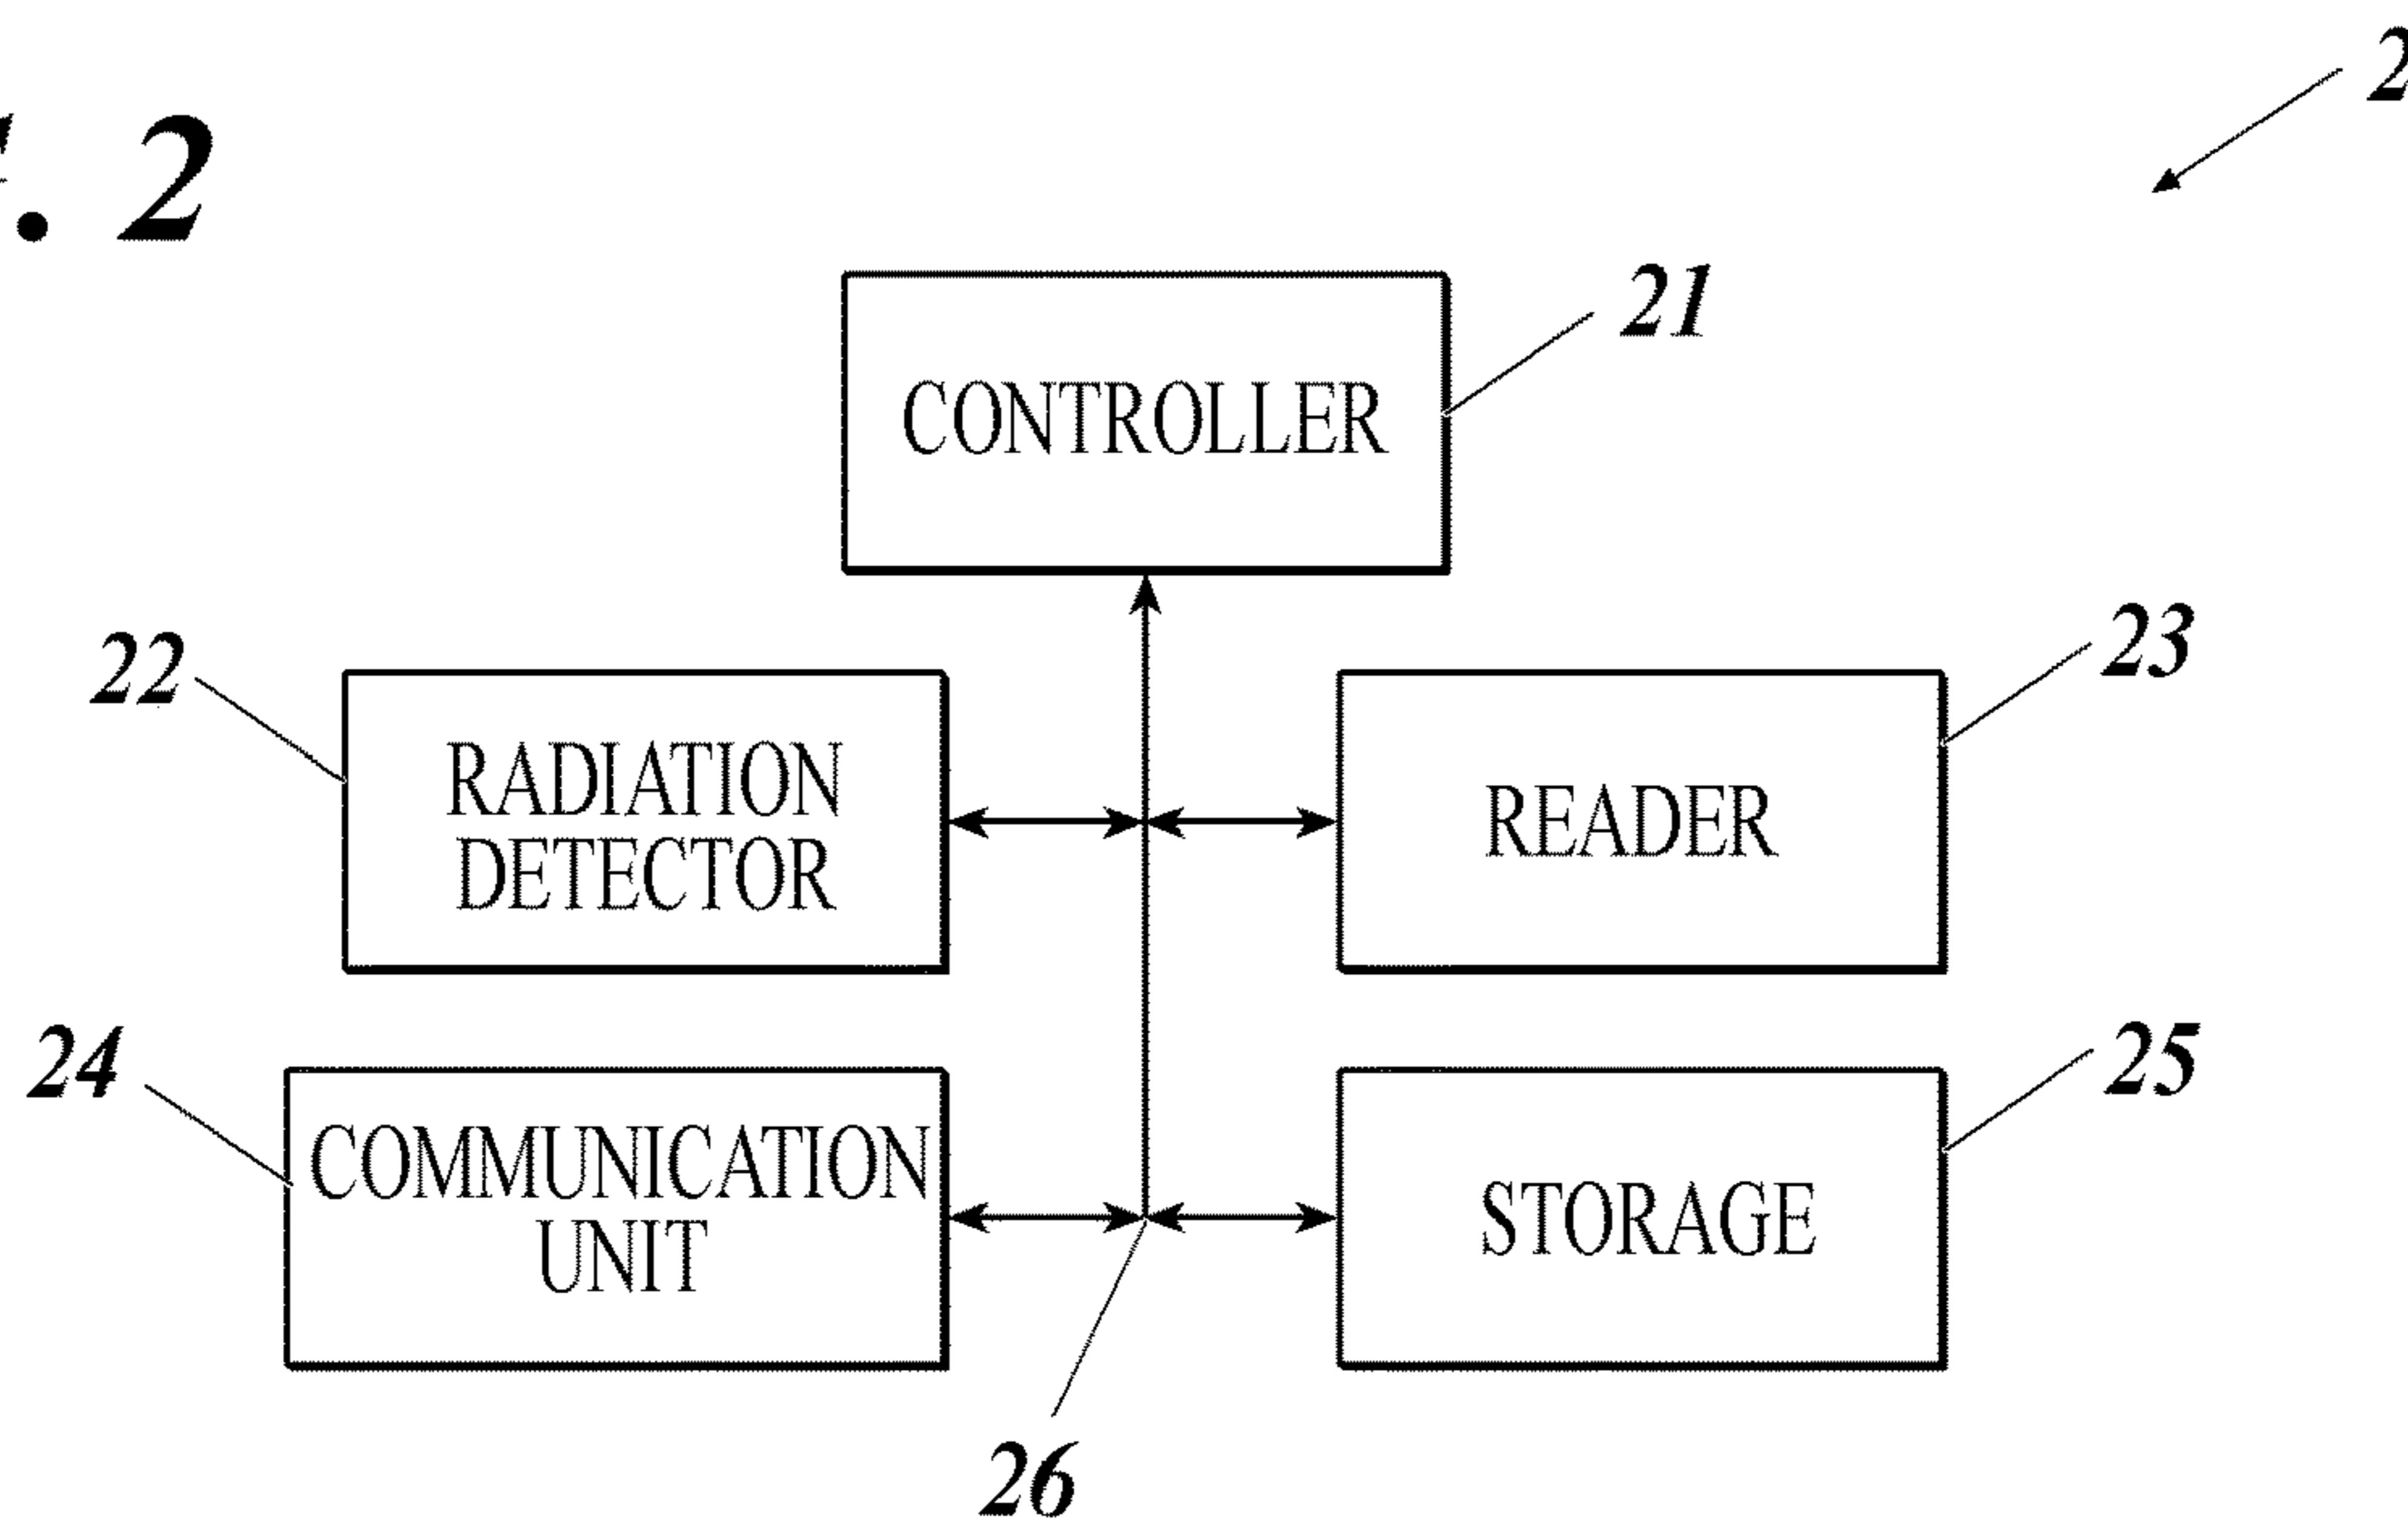 . 2
2
CONTROLLER
21
22
RADIATION
DETECTOR
READER
23
24
COMMUNICATION
UNIT
STORAGE
25
26